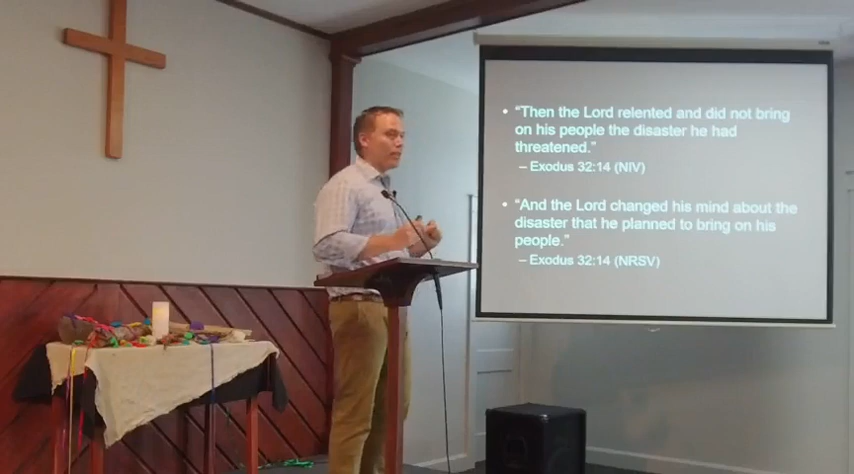 • “Then the Lord relented and did not bring
on his people the disaster he had
threatened.”
– Exodus 32:14 (NIV)
• “And the Lord changed his mind about the
disaster that he planned to bring on his
people.”
– Exodus 32:14 (NRSV)